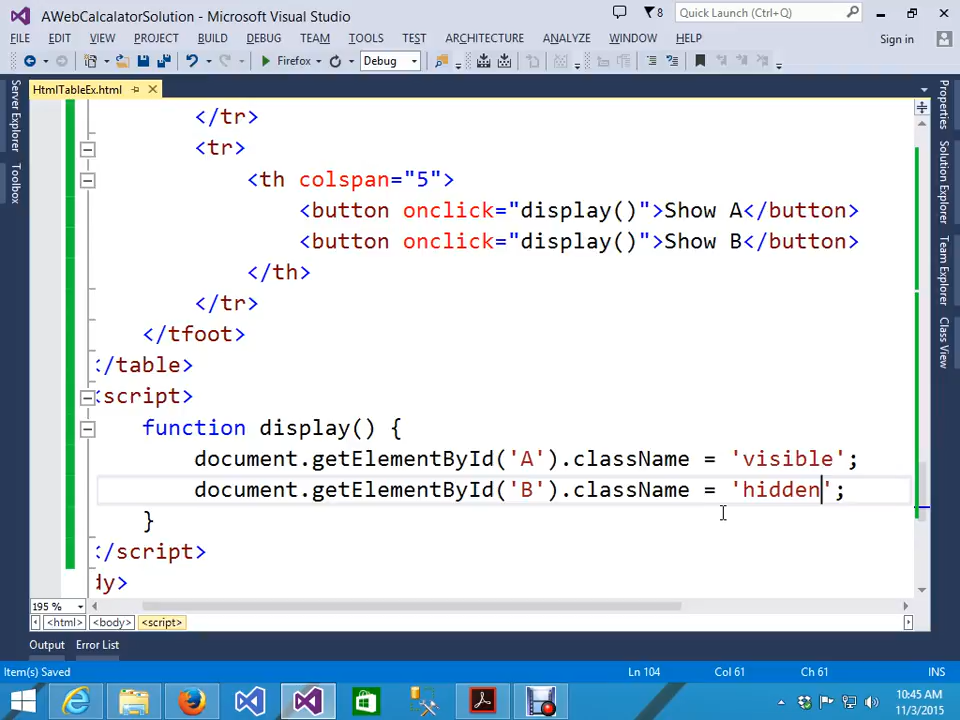 AWebCalcalatorSolution - Microsoft Visual Studio
8
Quick Launch (Ctrl+Q)
FILE EDIT VIEW PROJECT BUILD DEBUG TEAM TOOLS TEST ARCHITECTURE ANALYZE WINDOW HELP
Sign in
Firefox
Debug
HtmlTableEx.html
Server Explorer
Toolbox
</tr>
<tr>
<th colspan="5">
<button onclick="display()">Show A</button>
<button onclick="display()">Show B</button>
</th>
</tr>
</tfoot>
</table>
<script>
function display() {
document.getElementById('A').className = 'visible';
document.getElementById('B').className = 'hidden';
}
</script>
dy>
Properties
Solution Explorer
Team Explorer
Class View
195 %
<html> <body> <script>
Output Error List
Item(s) Saved
Ln 104
Col 61
Ch 61
INS
10:45 AM
11/3/2015